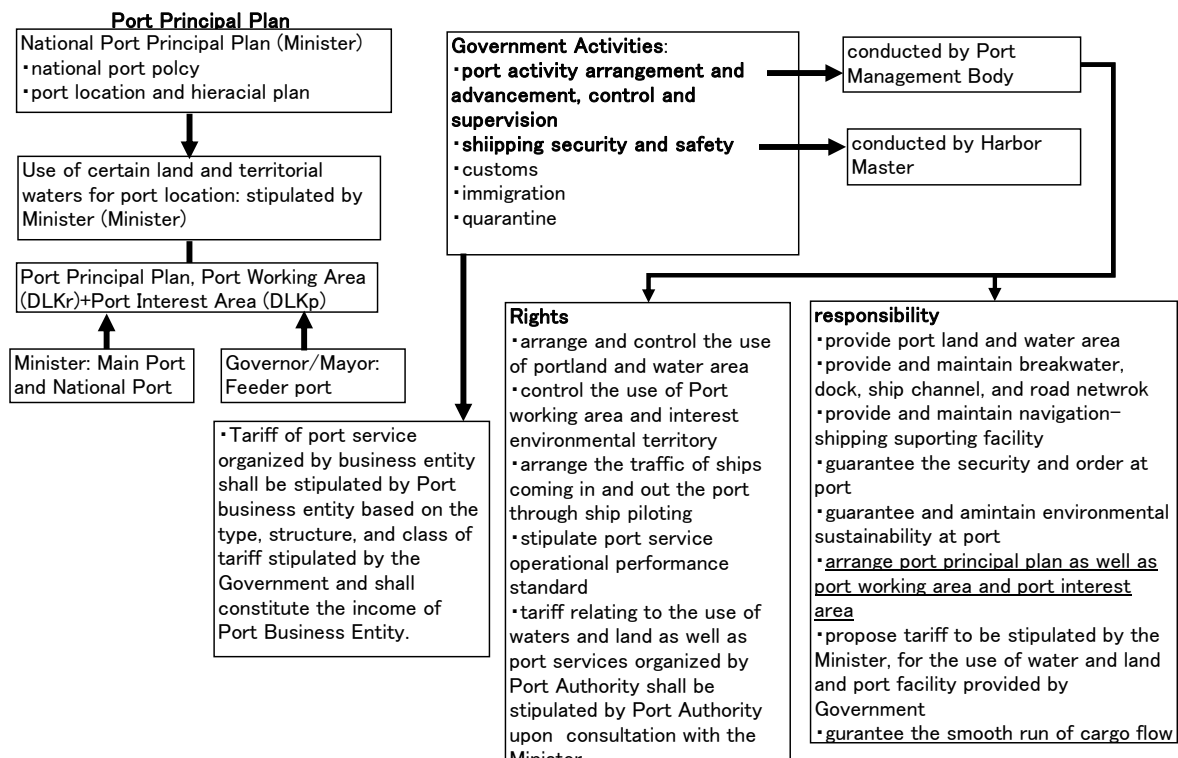 Port Principal Plan
National Port Principal Plan (Minister)
・national port polcy
・port location and hieracial plan
Use of certain land and territorial
waters for port location: stipulated by
Minister (Minister)
Port Principal Plan, Port Working Area
(DLKr)+Port Interest Area (DLKp)
Minister: Main Port
and National Port
Governor/Mayor:
Feeder port
Government Activities:
・port activity arrangement and
advancement, control and
supervision
・shiipping security and safety
・customs
・immigration
・quarantine
conducted by Port
Management Body
conducted by Harbor
Master
・Tariff of port service
organized by business entity
shall be stipulated by Port
business entity based on the
type, structure, and class of
tariff stipulated by the
Government and shall
constitute the income of
Port Business Entity.
Rights
・arrange and control the use
of portland and water area
・control the use of Port
working area and interest
environmental territory
・arrange the traffic of ships
coming in and out the port
through ship piloting
・stipulate port service
operational performance
standard
・tariff relating to the use of
waters and land as well as
port services organized by
Port Authority shall be
stipulated by Port Authority
upon consultation with the
Minister
responsibility
・provide port land and water area
・provide and maintain breakwater,
dock, ship channel, and road netwrok
・provide and maintain navigation-
shipping suporting facility
・guarantee the security and order at
port
・guarantee and amintain environmental
sustainability at port
・arrange port principal plan as well as
port working area and port interest
area
・propose tariff to be stipulated by the
Minister, for the use of water and land
and port facility provided by
Government
・gurantee the smooth run of cargo flow